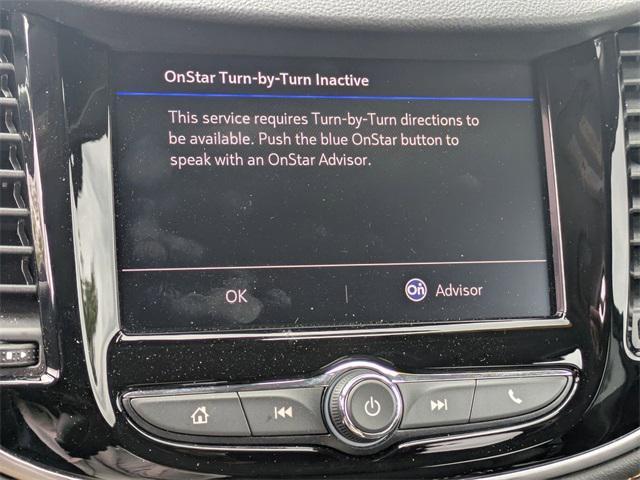 OnStar Turn-by-Turn Inactive
This service requires Turn-by-Turn directions to
be available. Push the blue OnStar button to
speak with an OnStar Advisor.
OK | On Advisor